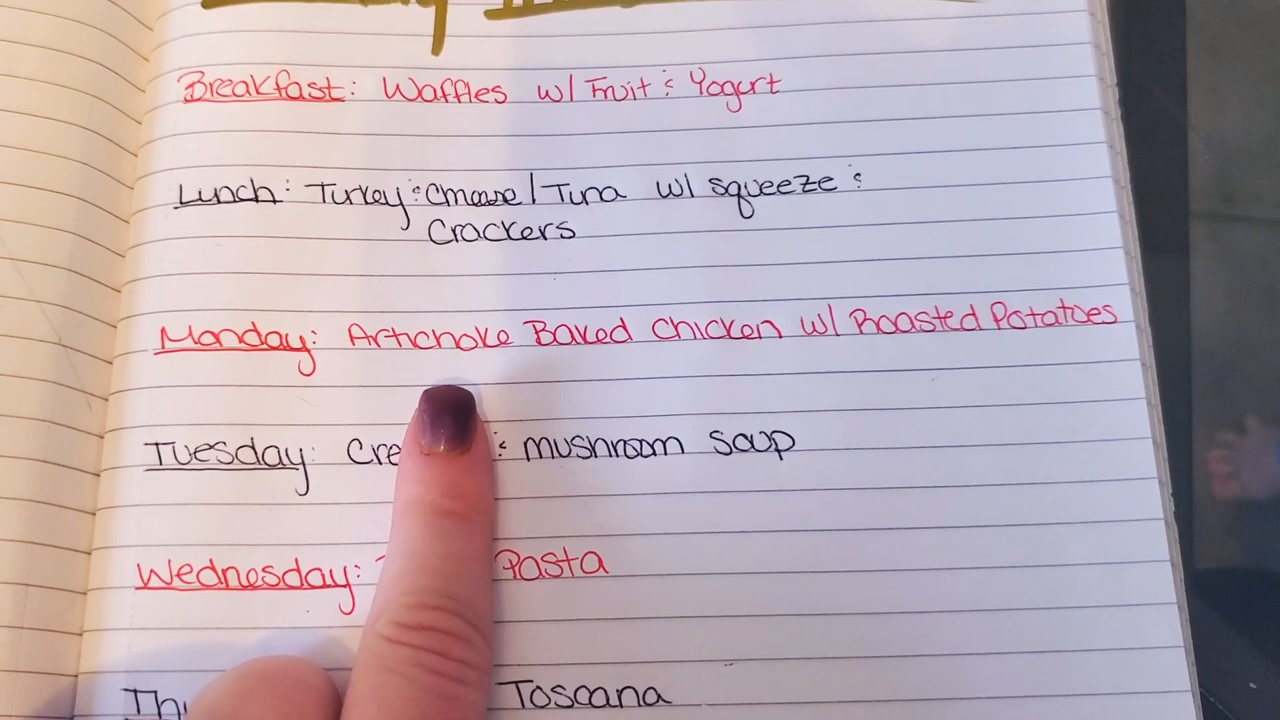 Breakfast: Waffles w/ Fruit & Yogurt
Lunch: Turkey & Cheese / Tuna w/ squeeze &
Crackers
Monday: Artichoke Baked Chicken w/ Roasted Potatoes
Tuesday: & mushroom soup
Wednesday: Pasta
Toscana